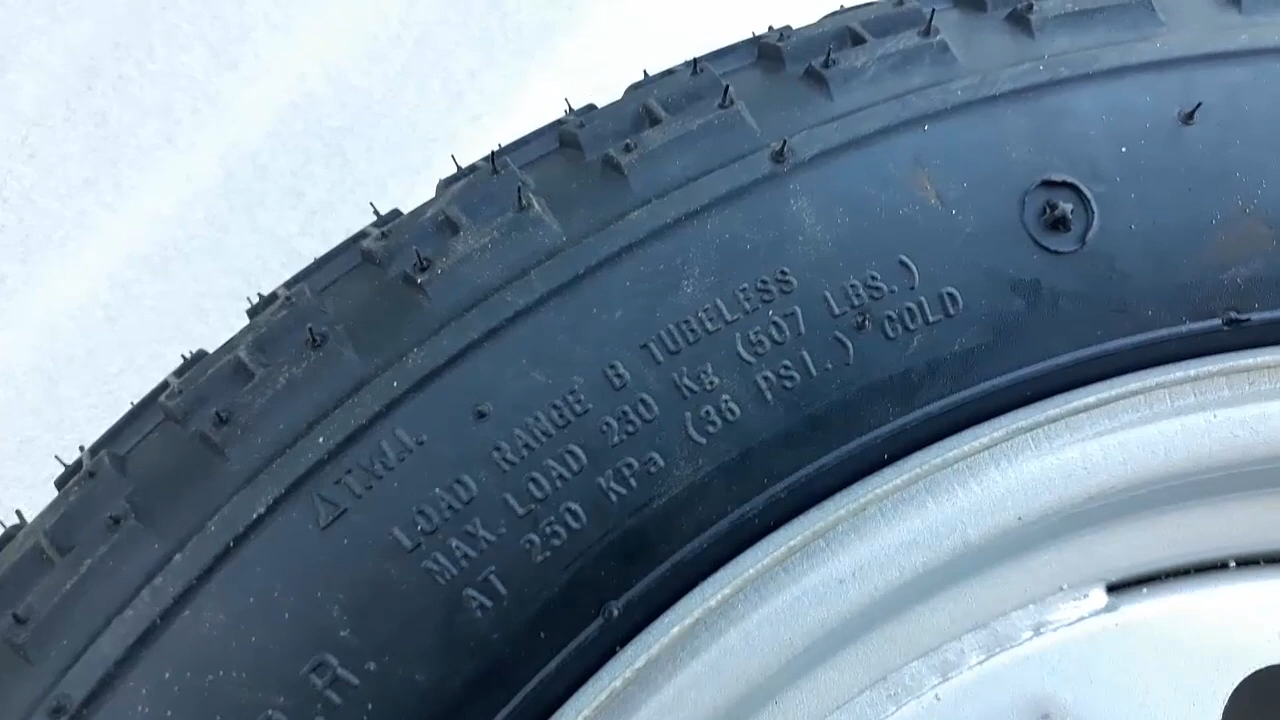 △T.W.I.
LOAD RANGE B TUBELESS
MAX. LOAD 230 Kg (507 LBS.)
AT 250 KPa (36 PSI.) COLD